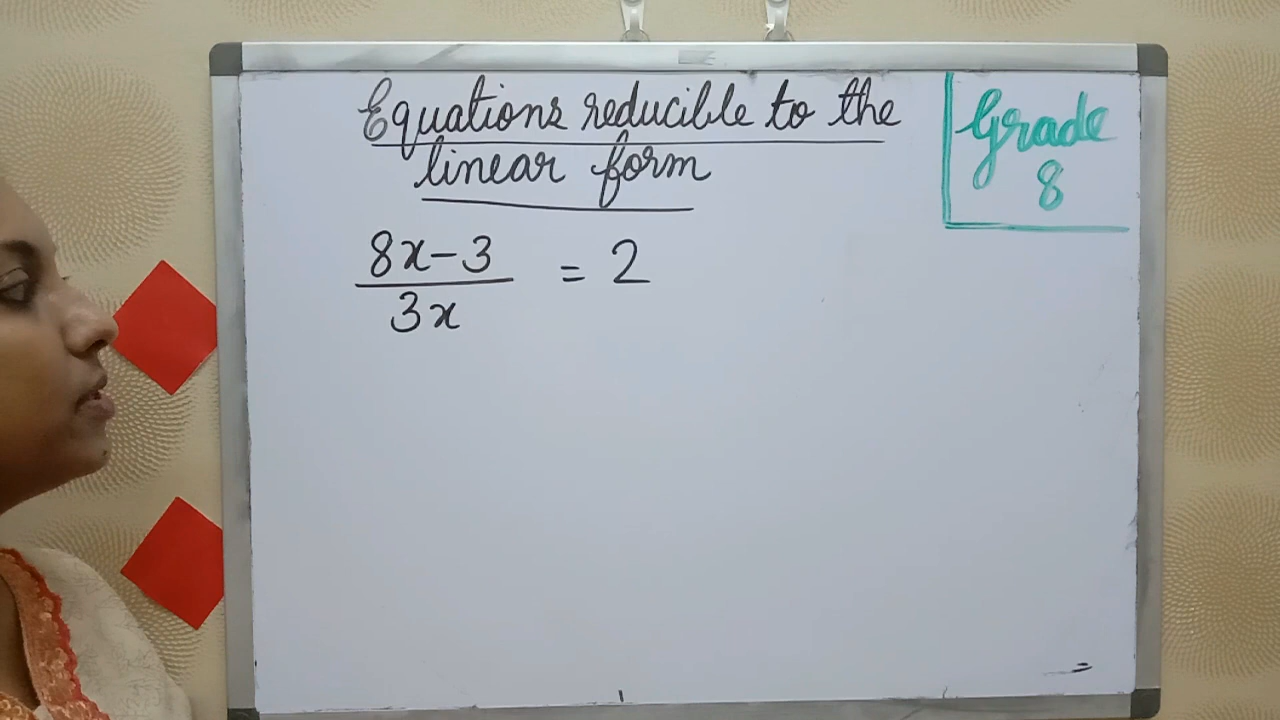 Equations reducible to the
linear form
Grade
8
8x-3
3x
= 2